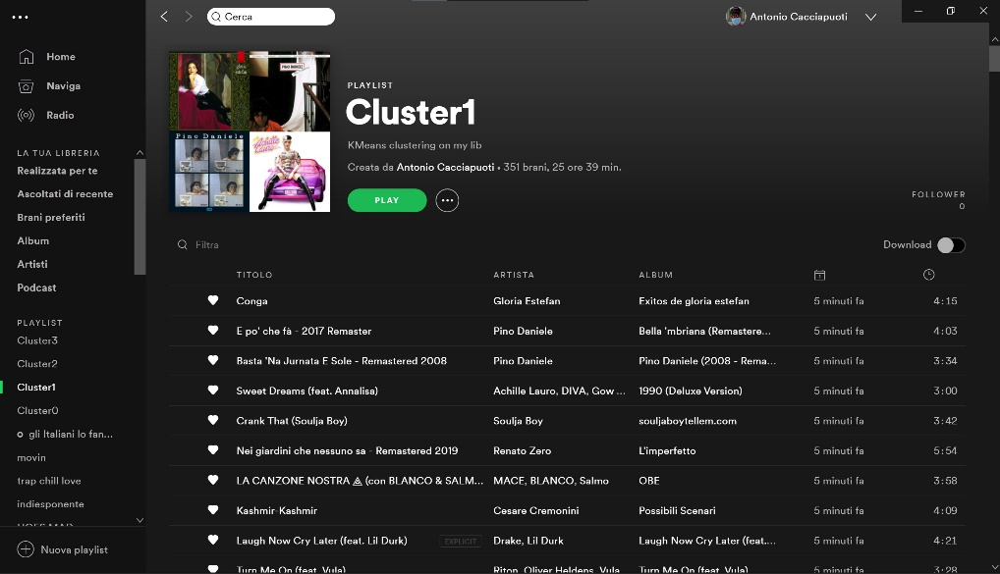 Cerca
Antonio Cacciapuoti
Home
Naviga
Radio
LA TUA LIBRERIA
Realizzata per te
Ascoltati di recente
Brani preferiti
Album
Artisti
Podcast
PLAYLIST
Cluster3
Cluster2
Cluster1
Cluster0
gli Italiani lo fan...
movin
trap chill love
indiesponente
Nuova playlist
Pino Daniele
PLAYLIST
Cluster1
KMeans clustering on my lib
Creata da Antonio Cacciapuoti • 351 brani, 25 ore 39 min.
PLAY
FOLLOWER
0
Filtra
Download
TITOLO ARTISTA ALBUM
Conga Gloria Estefan Exitos de gloria estefan 5 minuti fa 4:15
E po' che fà - 2017 Remaster Pino Daniele Bella 'mbriana (Remastere... 5 minuti fa 4:03
Basta 'Na Jurnata E Sole - Remastered 2008 Pino Daniele Pino Daniele (2008 - Rema... 5 minuti fa 3:34
Sweet Dreams (feat. Annalisa) Achille Lauro, DIVA, Gow ... 1990 (Deluxe Version) 5 minuti fa 3:00
Crank That (Soulja Boy) Soulja Boy souljaboytellem.com 5 minuti fa 3:42
Nei giardini che nessuno sa - Remastered 2019 Renato Zero L'imperfetto 5 minuti fa 5:54
LA CANZONE NOSTRA (con BLANCO & SALM... MACE, BLANCO, Salmo OBE 5 minuti fa 3:58
Kashmir-Kashmir Cesare Cremonini Possibili Scenari 5 minuti fa 4:09
Laugh Now Cry Later (feat. Lil Durk) EXPLICIT Drake, Lil Durk Laugh Now Cry Later (feat.... 5 minuti fa 4:21
Turn Me On (feat. Vula) Riton, Oliver Heldens, Vula Turn Me On (feat. Vula) 5 minuti fa 3:28